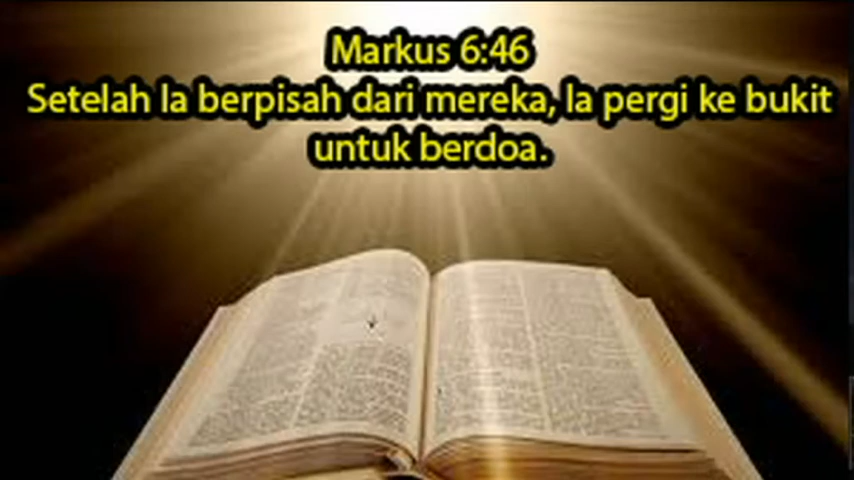 Markus 6:46
Setelah Ia berpisah dari mereka, Ia pergi ke bukit
untuk berdoa.